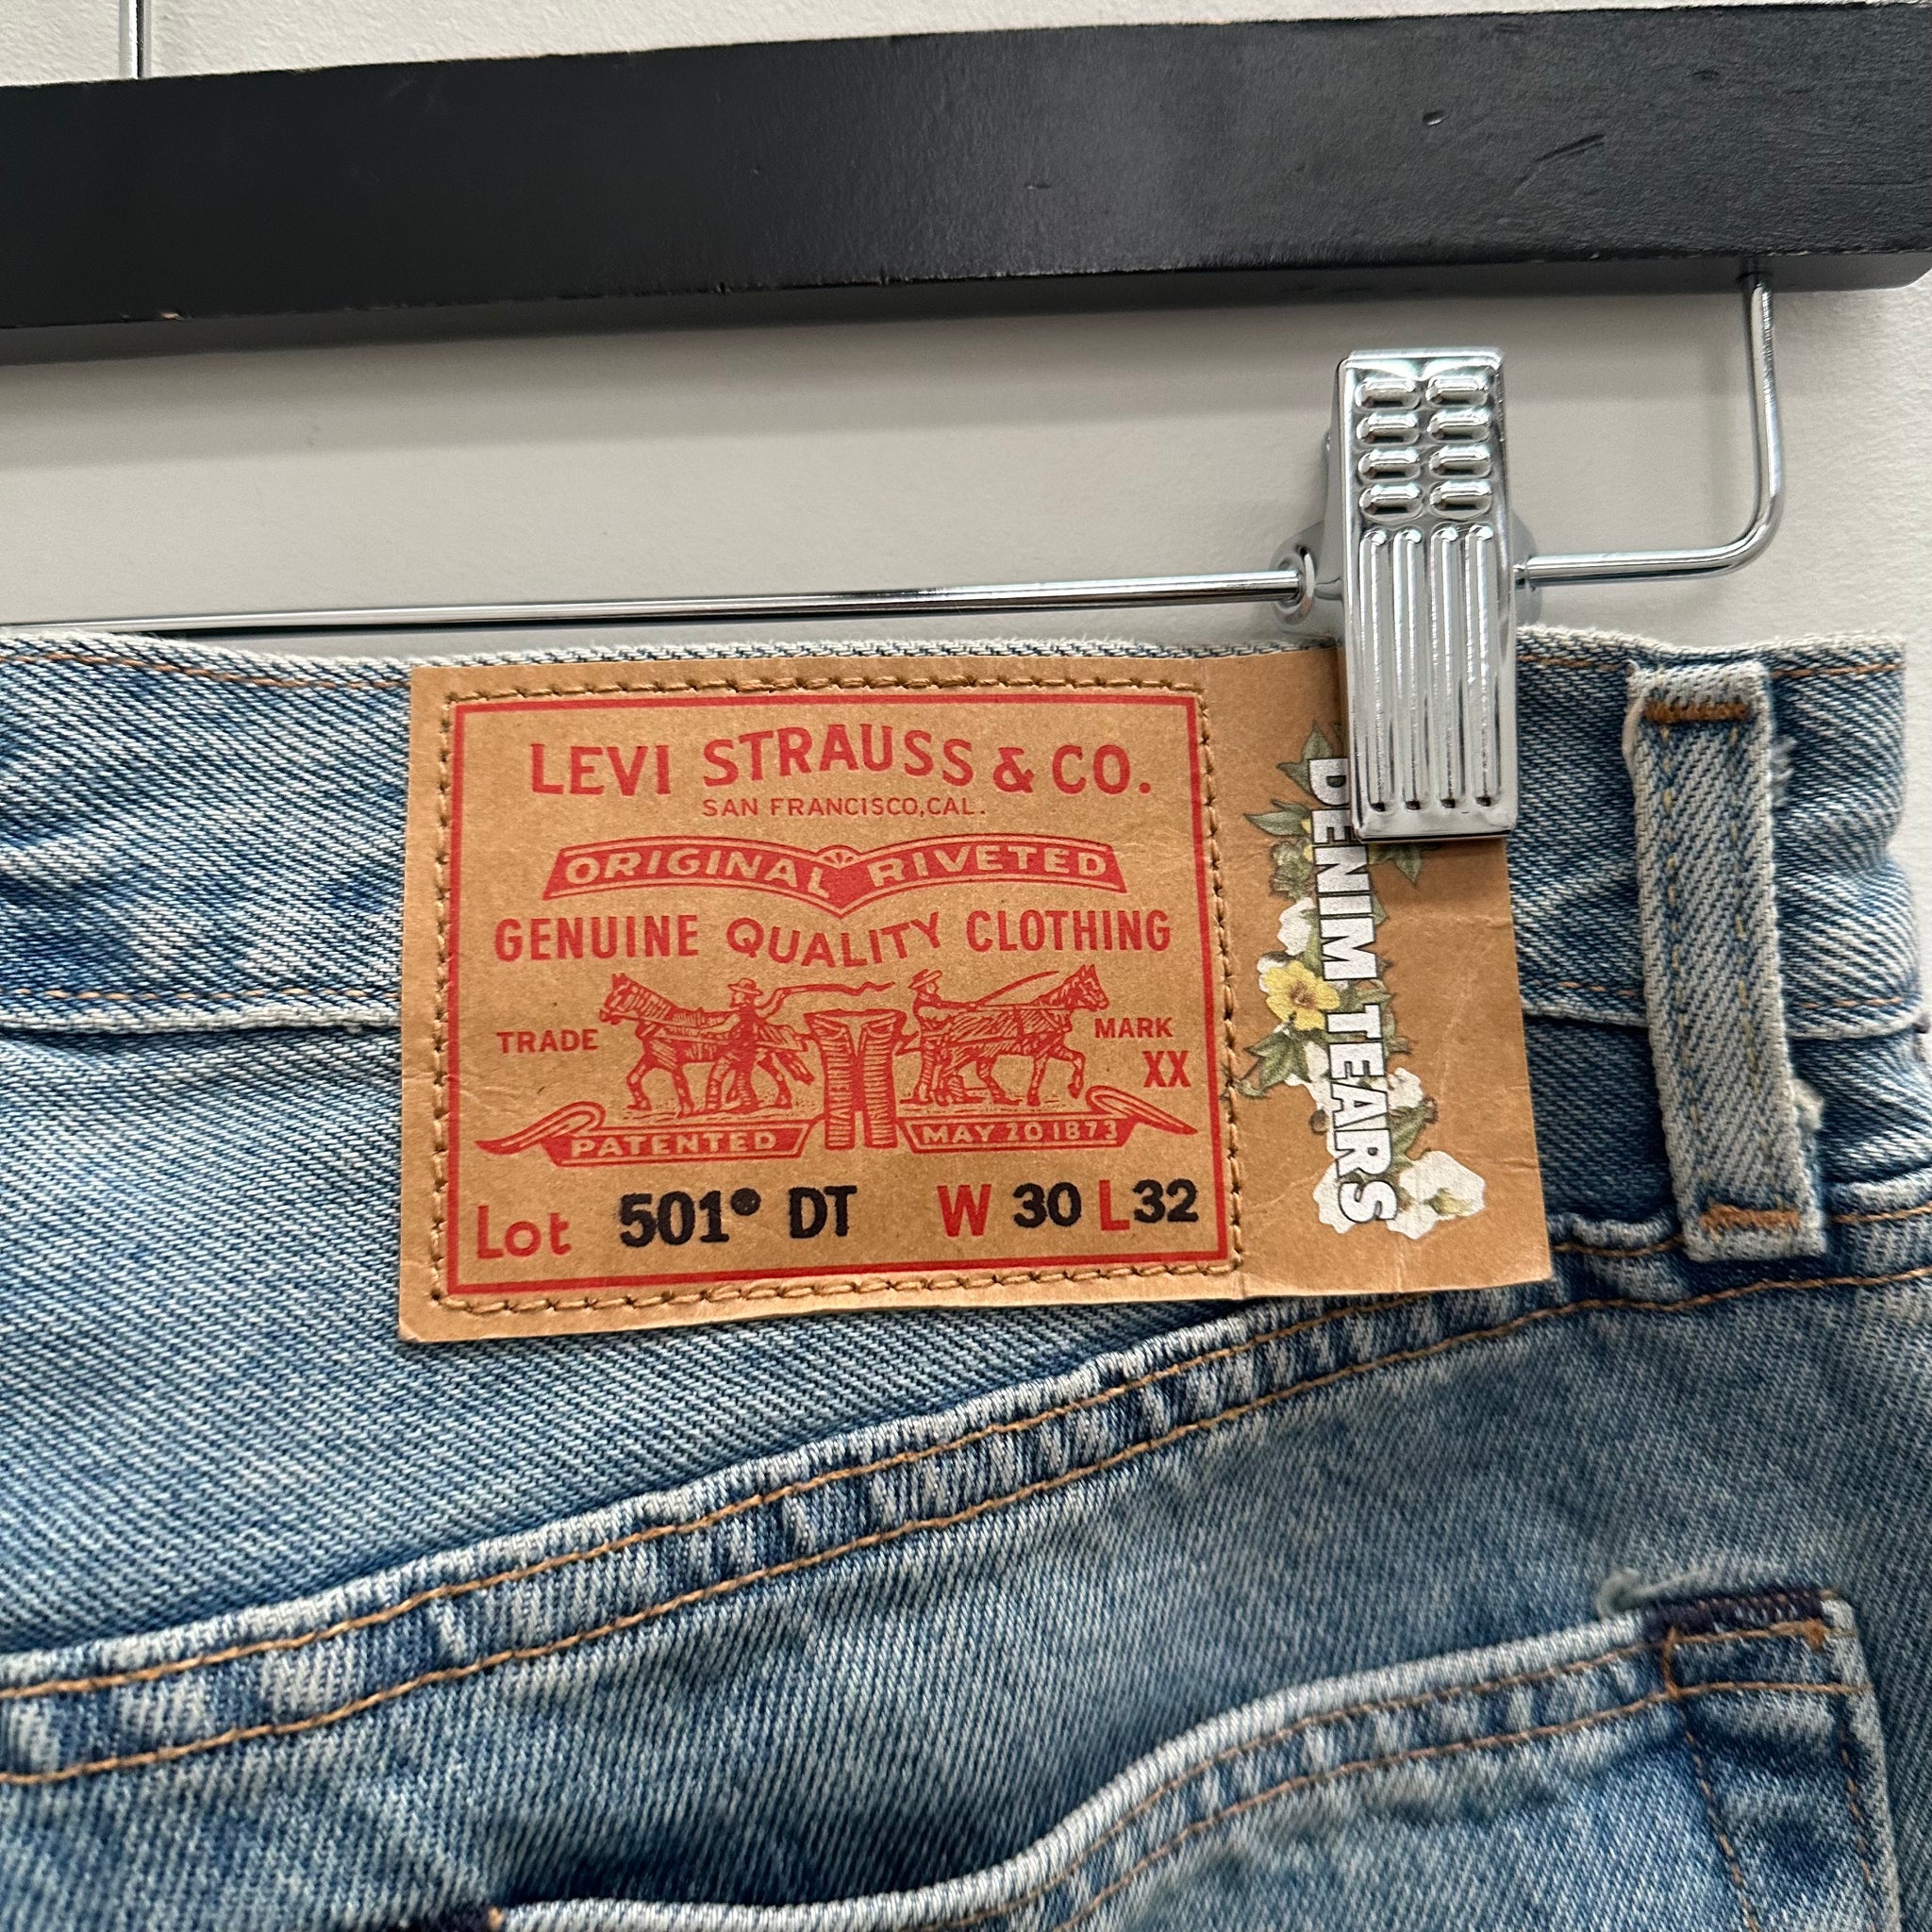 LEVI STRAUSS & CO.
SAN FRANCISCO, CAL.
ORIGINAL RIVETED
GENUINE QUALITY CLOTHING
TRADE MARK
XX
PATENTED MAY 20 1873
Lot 501® DT W 30 L 32
DENIM TEARS